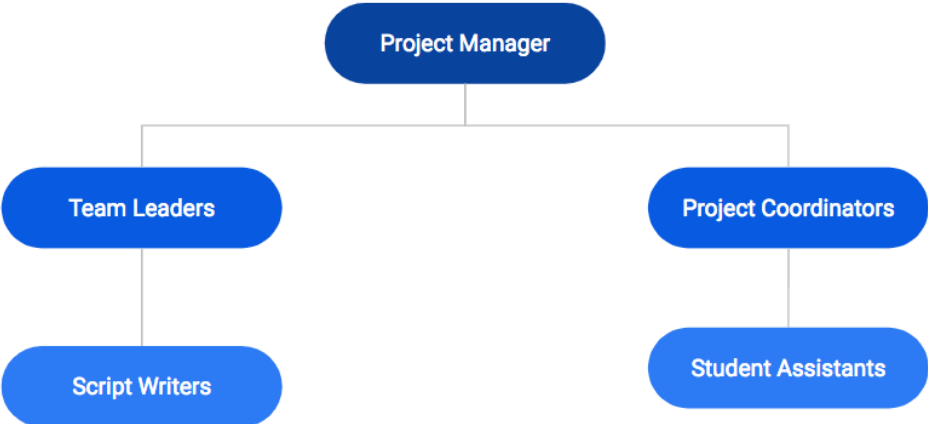 Project Manager
Team Leaders
Project Coordinators
Script Writers
Student Assistants